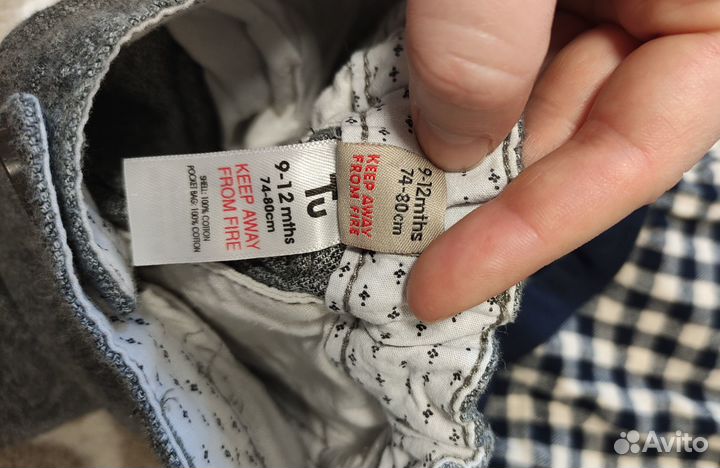 Tu
9-12 mths
74-80cm
KEEP AWAY
FROM FIRE
SHELL: 100% COTTON
POCKET BAG: 100% COTTON
9-12mths
74-80cm
KEEP AWAY
FROM FIRE
Avito